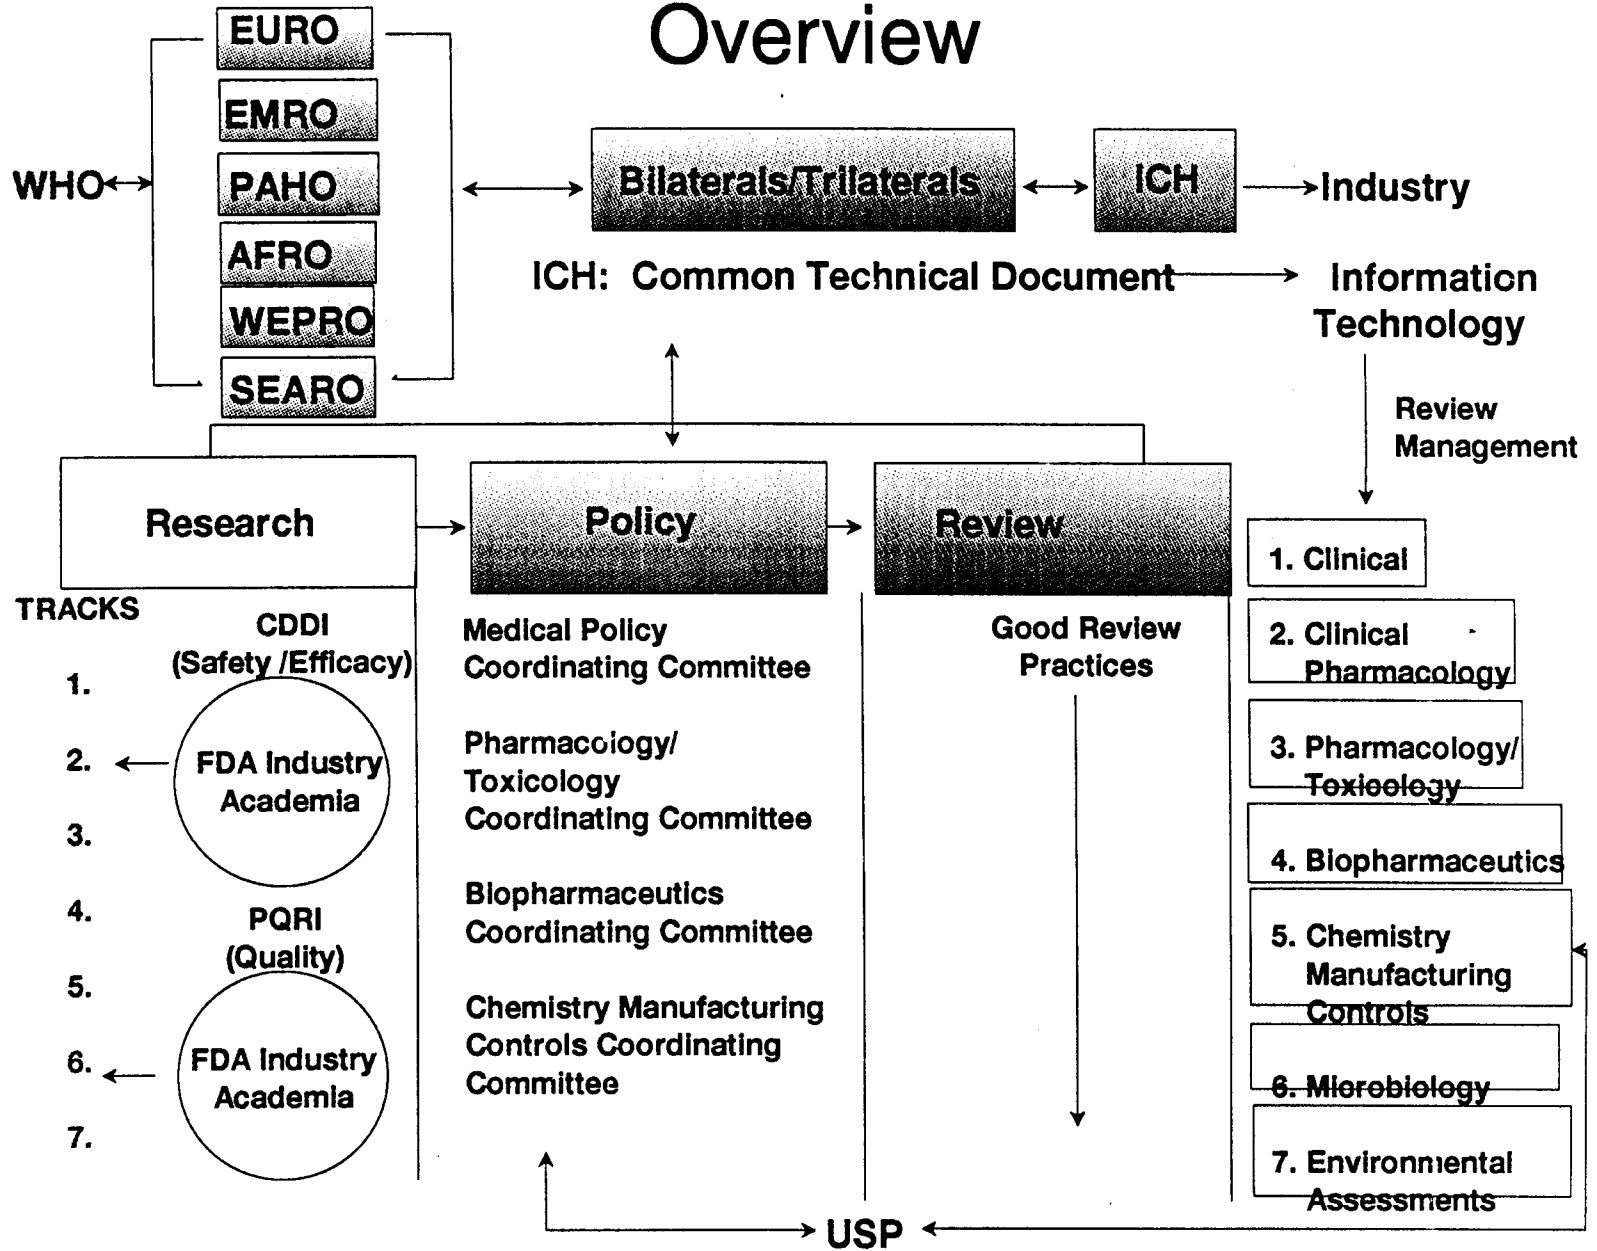 Overview
EURO
EMRO
PAHO
AFRO
WEPRO
SEARO
WHO
Bilaterals/Trilaterals
ICH
Industry
ICH: Common Technical Document
Information
Technology
Review
Management
Research
Policy
Review
TRACKS
1.
2.
3.
4.
5.
6.
7.
CDDI
(Safety /Efficacy)
FDA Industry
Academia
PQRI
(Quality)
FDA Industry
Academia
Medical Policy
Coordinating Committee
Pharmacology/
Toxicology
Coordinating Committee
Biopharmaceutics
Coordinating Committee
Chemistry Manufacturing
Controls Coordinating
Committee
Good Review
Practices
1. Clinical
2. Clinical
Pharmacology
3. Pharmacology/
Toxicology
4. Biopharmaceutics
5. Chemistry
Manufacturing
Controls
6. Microbiology
7. Environmental
Assessments
USP